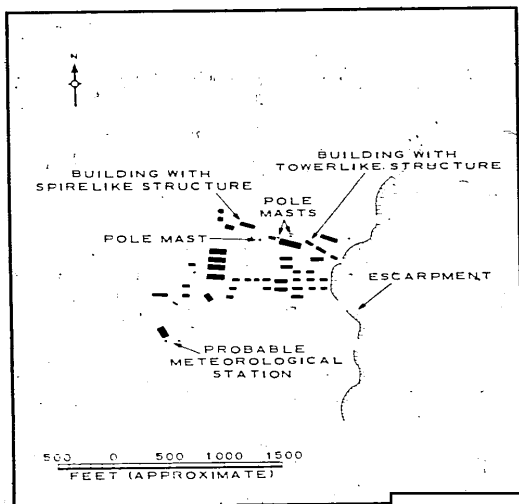 N
BUILDING WITH
SPIRELIKE STRUCTURE
BUILDING WITH
TOWERLIKE STRUCTURE
POLE
MASTS
POLE MAST
ESCARPMENT
PROBABLE
METEOROLOGICAL
STATION
500 0 500 1000 1500
FEET (APPROXIMATE)